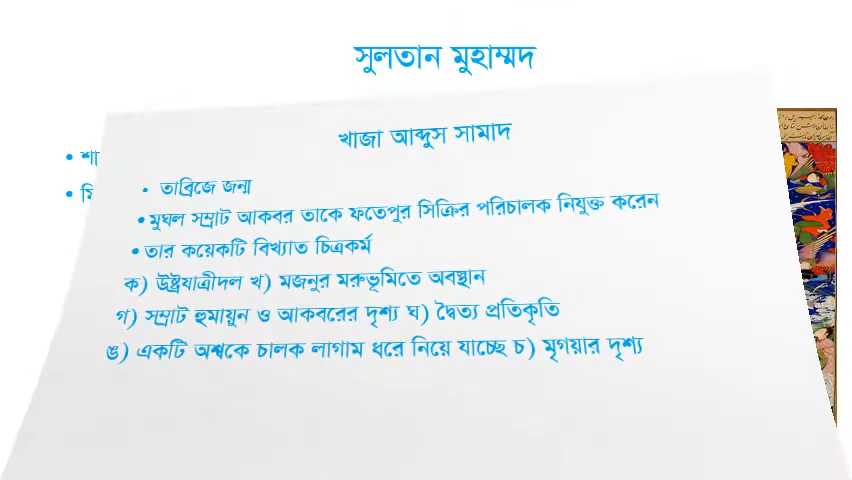 সুলতান মুহাম্মদ
খাজা আব্দুস সামাদ
• শা
• তাব্রিজে জন্ম
• মি
• মুঘল সম্রাট আকবর তাকে ফতেপুর সিক্রির পরিচালক নিযুক্ত করেন
• তার কয়েকটি বিখ্যাত চিত্রকর্ম
ক) উষ্ট্রযাত্রীদল খ) মজনুর মরুভূমিতে অবস্থান
গ) সম্রাট হুমায়ুন ও আকবরের দৃশ্য ঘ) দ্বৈত্য প্রতিকৃতি
ঙ) একটি অশ্বকে চালক লাগাম ধরে নিয়ে যাচ্ছে চ) মৃগয়ার দৃশ্য